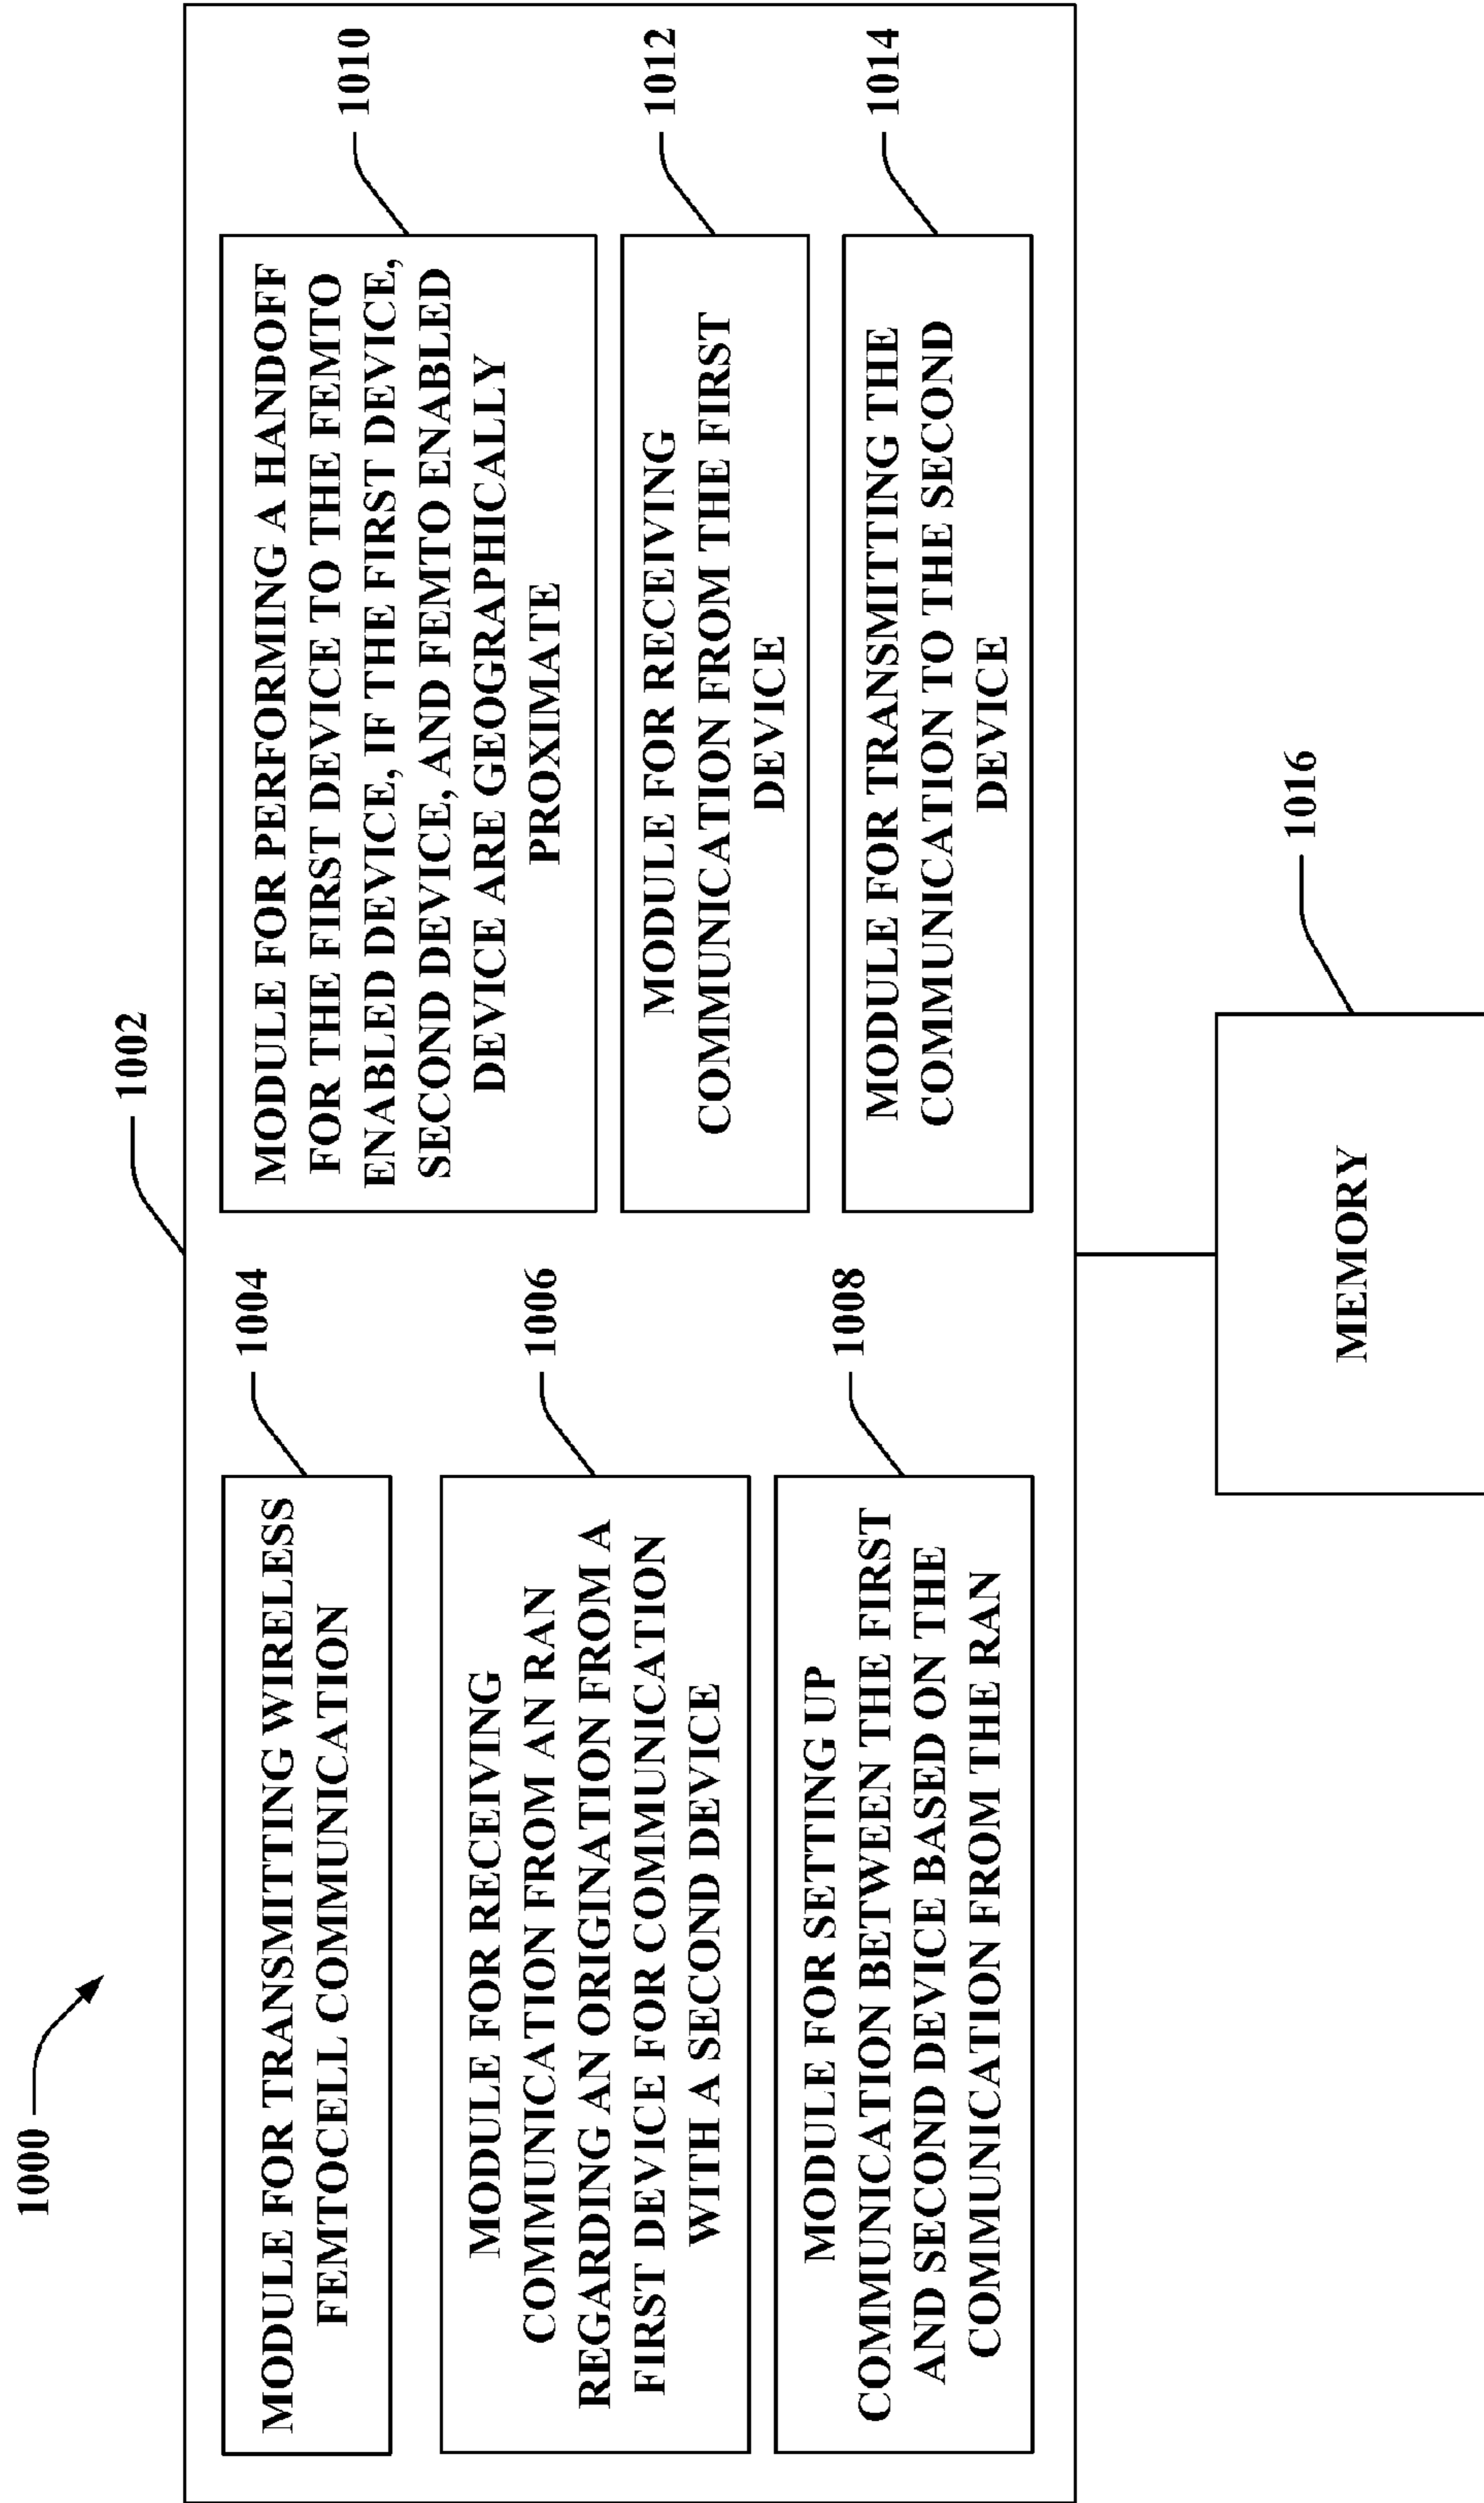 1000
1002
1004
MODULE FOR TRANSMITTING WIRELESS
FEMTOCELL COMMUNICATION
1006
MODULE FOR RECEIVING
COMMUNICATION FROM AN RAN
REGARDING AN ORIGINATION FROM A
FIRST DEVICE FOR COMMUNICATION
WITH A SECOND DEVICE
1008
MODULE FOR SETTING UP
COMMUNICATION BETWEEN THE FIRST
AND SECOND DEVICE BASED ON THE
COMMUNICATION FROM THE RAN
1010
MODULE FOR PERFORMING A HANDOFF
FOR THE FIRST DEVICE TO THE FEMTO
ENABLED DEVICE, IF THE FIRST DEVICE,
SECOND DEVICE, AND FEMTO ENABLED
DEVICE ARE GEOGRAPHICALLY
PROXIMATE
1012
MODULE FOR RECEIVING
COMMUNICATION FROM THE FIRST
DEVICE
1014
MODULE FOR TRANSMITING THE
COMMUNICATION TO THE SECOND
DEVICE
1016
MEMORY